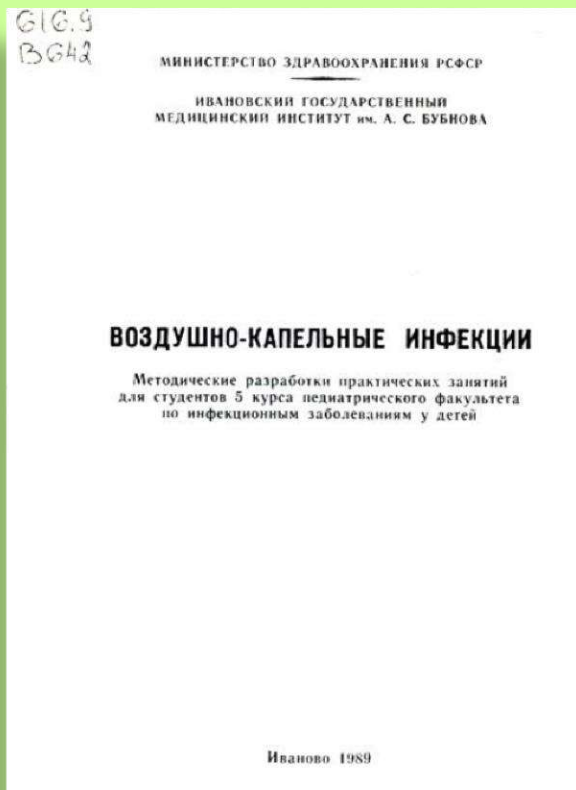 616.9
В642
МИНИСТЕРСТВО ЗДРАВООХРАНЕНИЯ РСФСР
ИВАНОВСКИЙ ГОСУДАРСТВЕННЫЙ
МЕДИЦИНСКИЙ ИНСТИТУТ им. А. С. БУБНОВА
ВОЗДУШНО-КАПЕЛЬНЫЕ ИНФЕКЦИИ
Методические разработки практических занятий
для студентов 5 курса педиатрического факультета
по инфекционным заболеваниям у детей
Иваново 1989